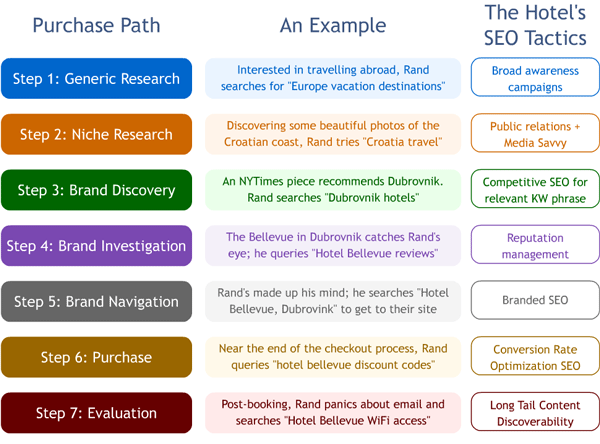 Purchase Path
An Example
The Hotel's
SEO Tactics
Step 1: Generic Research
Interested in travelling abroad, Rand
searches for "Europe vacation destinations"
Broad awareness
campaigns
Step 2: Niche Research
Discovering some beautiful photos of the
Croatian coast, Rand tries "Croatia travel"
Public relations +
Media Savvy
Step 3: Brand Discovery
An NYTimes piece recommends Dubrovnik.
Rand searches "Dubrovnik hotels"
Competitive SEO for
relevant KW phrase
Step 4: Brand Investigation
The Bellevue in Dubrovnik catches Rand's
eye; he queries "Hotel Bellevue reviews"
Reputation
management
Step 5: Brand Navigation
Rand's made up his mind; he searches "Hotel
Bellevue, Dubrovink" to get to their site
Branded SEO
Step 6: Purchase
Near the end of the checkout process, Rand
queries "hotel bellevue discount codes"
Conversion Rate
Optimization SEO
Step 7: Evaluation
Post-booking, Rand panics about email and
searches "Hotel Bellevue WiFi access"
Long Tail Content
Discoverability